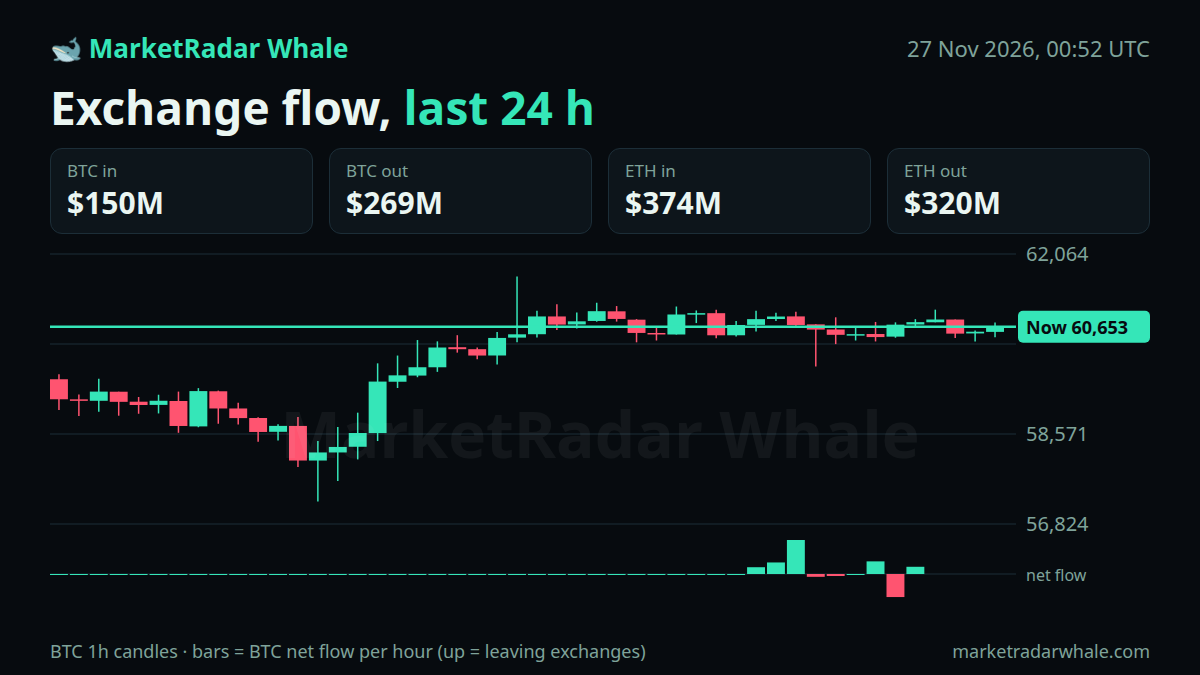 🐳 MarketRadar Whale
27 Nov 2026, 00:52 UTC
Exchange flow, last 24 h
BTC in
$150M
BTC out
$269M
ETH in
$374M
ETH out
$320M
62,064
Now 60,653
58,571
56,824
MarketRadar Whale
net flow
BTC 1h candles · bars = BTC net flow per hour (up = leaving exchanges)
marketradarwhale.com